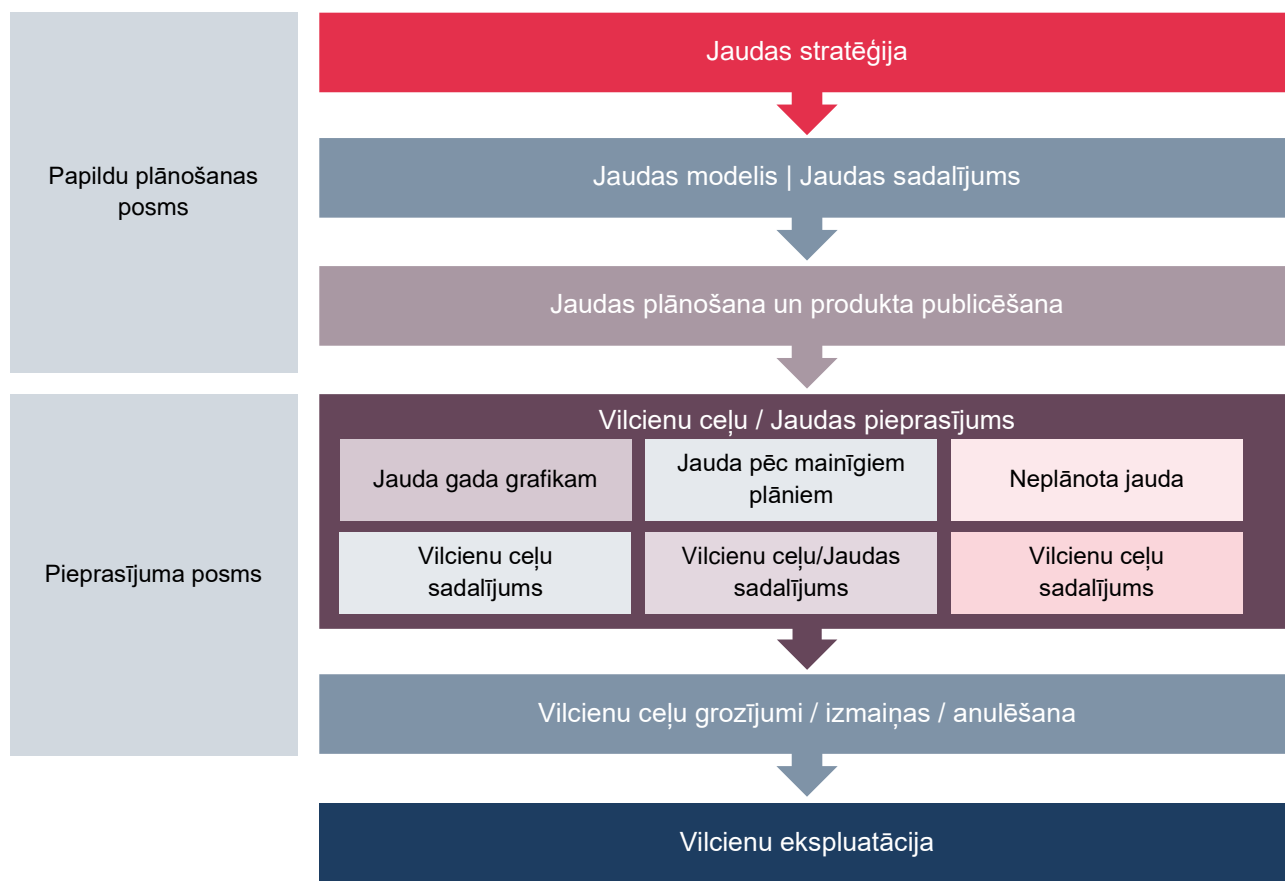 Jaudas stratēģija
Papildu plānošanas
posms
Jaudas modelis | Jaudas sadalījums
Jaudas plānošana un produkta publicēšana
Pieprasījuma posms
Vilcienu ceļu / Jaudas pieprasījums
Jauda gada grafikam
Jauda pēc mainīgiem
plāniem
Neplānota jauda
Vilcienu ceļu
sadalījums
Vilcienu ceļu/Jaudas
sadalījums
Vilcienu ceļu
sadalījums
Vilcienu ceļu grozījumi / izmaiņas / anulēšana
Vilcienu ekspluatācija